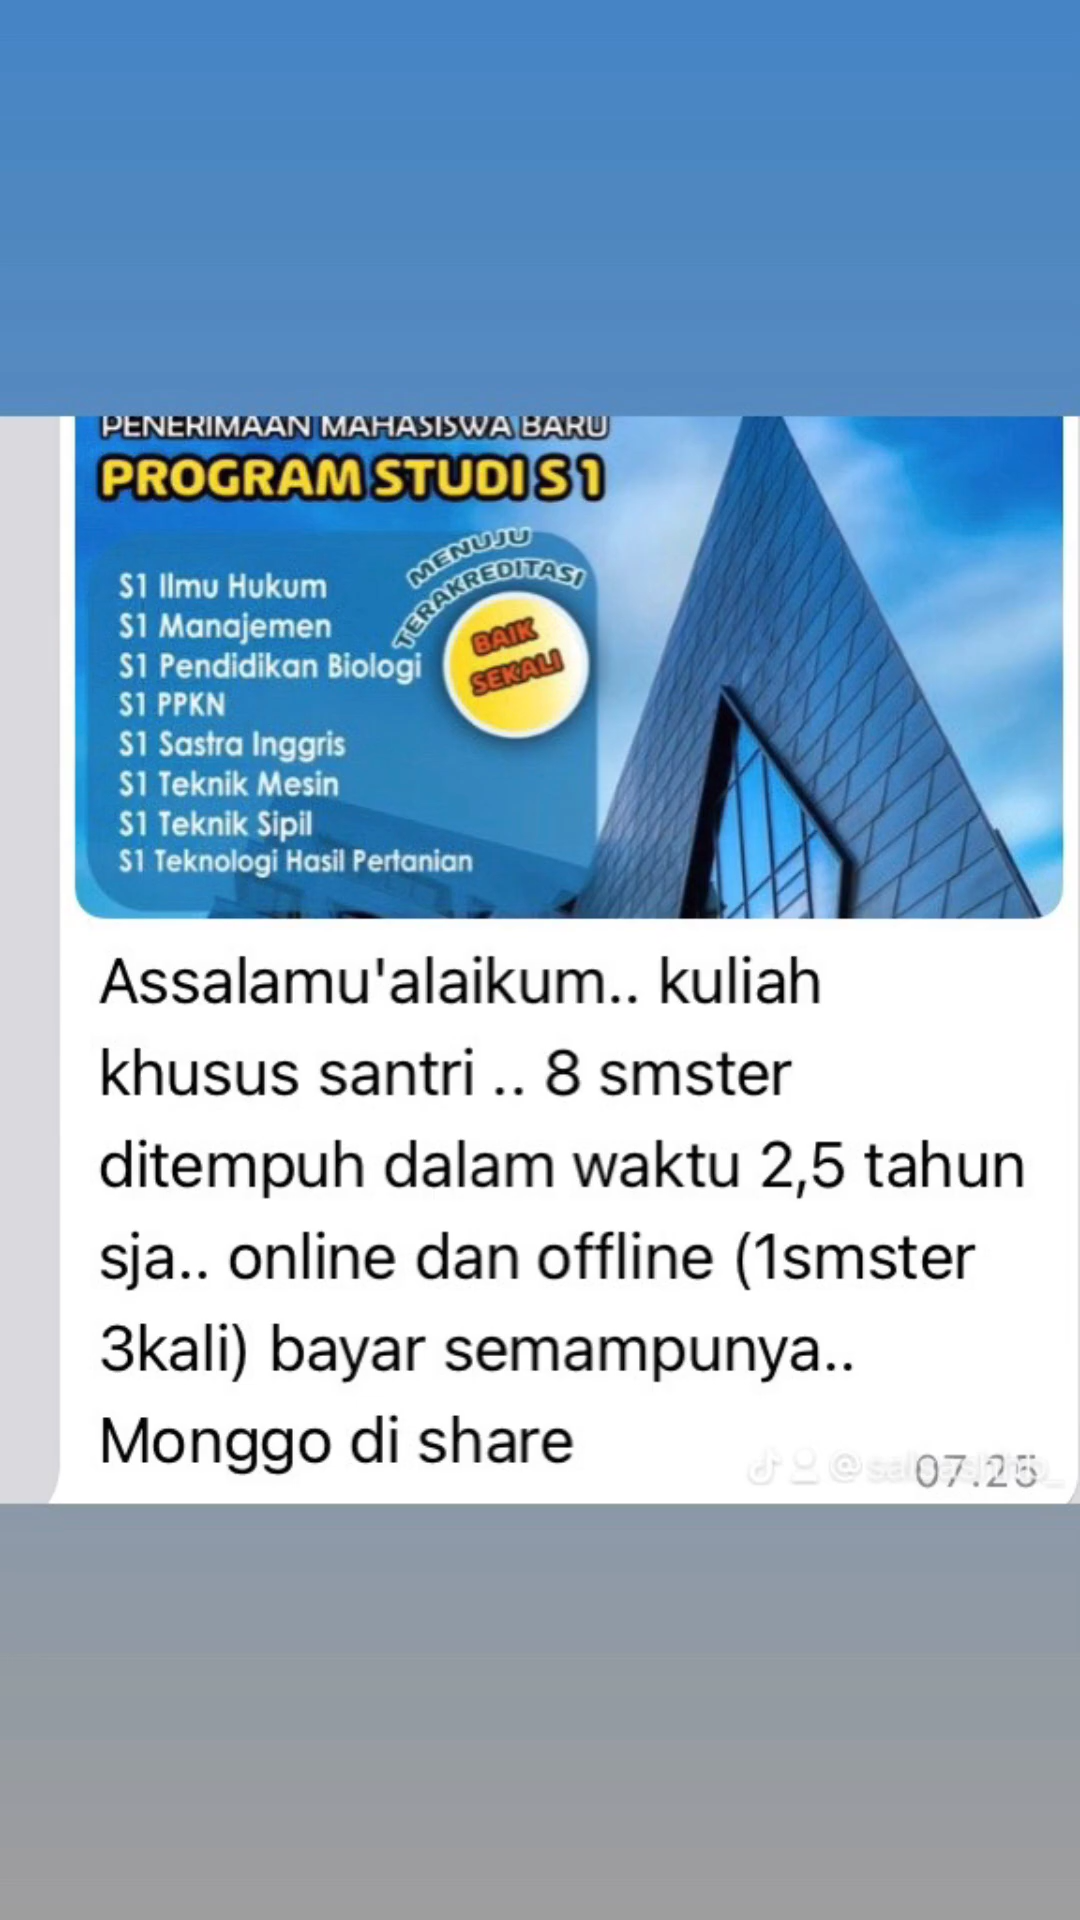 PENERIMAAN MAHASISWA BARU
PROGRAM STUDI S 1
MENUJU
TERAKREDITASI
BAIK
SEKALI
S1 Ilmu Hukum
S1 Manajemen
S1 Pendidikan Biologi
S1 PPKN
S1 Sastra Inggris
S1 Teknik Mesin
S1 Teknik Sipil
S1 Teknologi Hasil Pertanian
Assalamu'alaikum.. kuliah
khusus santri .. 8 smster
ditempuh dalam waktu 2,5 tahun
sja.. online dan offline (1smster
3kali) bayar semampunya..
Monggo di share
07.25